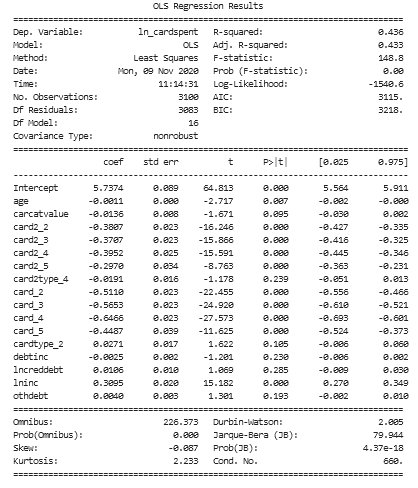 OLS Regression Results
==============================================================================
Dep. Variable: ln_cardspent R-squared: 0.436
Model: OLS Adj. R-squared: 0.433
Method: Least Squares F-statistic: 148.8
Date: Mon, 09 Nov 2020 Prob (F-statistic): 0.00
Time: 11:14:31 Log-Likelihood: -1540.6
No. Observations: 3100 AIC: 3115.
Df Residuals: 3083 BIC: 3218.
Df Model: 16
Covariance Type: nonrobust
==============================================================================
coef std err t P>|t| [0.025 0.975]
------------------------------------------------------------------------------
Intercept 5.7374 0.089 64.813 0.000 5.564 5.911
age -0.0011 0.000 -2.717 0.007 -0.002 -0.000
carcatvalue -0.0136 0.008 -1.671 0.095 -0.030 0.002
card2_2 -0.3807 0.023 -16.246 0.000 -0.427 -0.335
card2_3 -0.3707 0.023 -15.866 0.000 -0.416 -0.325
card2_4 -0.3952 0.025 -15.591 0.000 -0.445 -0.346
card2_5 -0.2970 0.034 -8.763 0.000 -0.363 -0.231
card2type_4 -0.0191 0.016 -1.178 0.239 -0.051 0.013
card_2 -0.5110 0.023 -22.455 0.000 -0.556 -0.466
card_3 -0.5653 0.023 -24.920 0.000 -0.610 -0.521
card_4 -0.6466 0.023 -27.573 0.000 -0.693 -0.601
card_5 -0.4487 0.039 -11.625 0.000 -0.524 -0.373
cardtype_2 0.0271 0.017 1.622 0.105 -0.006 0.060
debtinc -0.0025 0.002 -1.201 0.230 -0.006 0.002
lncreddebt 0.0106 0.010 1.069 0.285 -0.009 0.030
lninc 0.3095 0.020 15.182 0.000 0.270 0.349
othdebt 0.0040 0.003 1.301 0.193 -0.002 0.010
==============================================================================
Omnibus: 226.373 Durbin-Watson: 2.005
Prob(Omnibus): 0.000 Jarque-Bera (JB): 79.944
Skew: -0.087 Prob(JB): 4.37e-18
Kurtosis: 2.233 Cond. No. 660.
==============================================================================